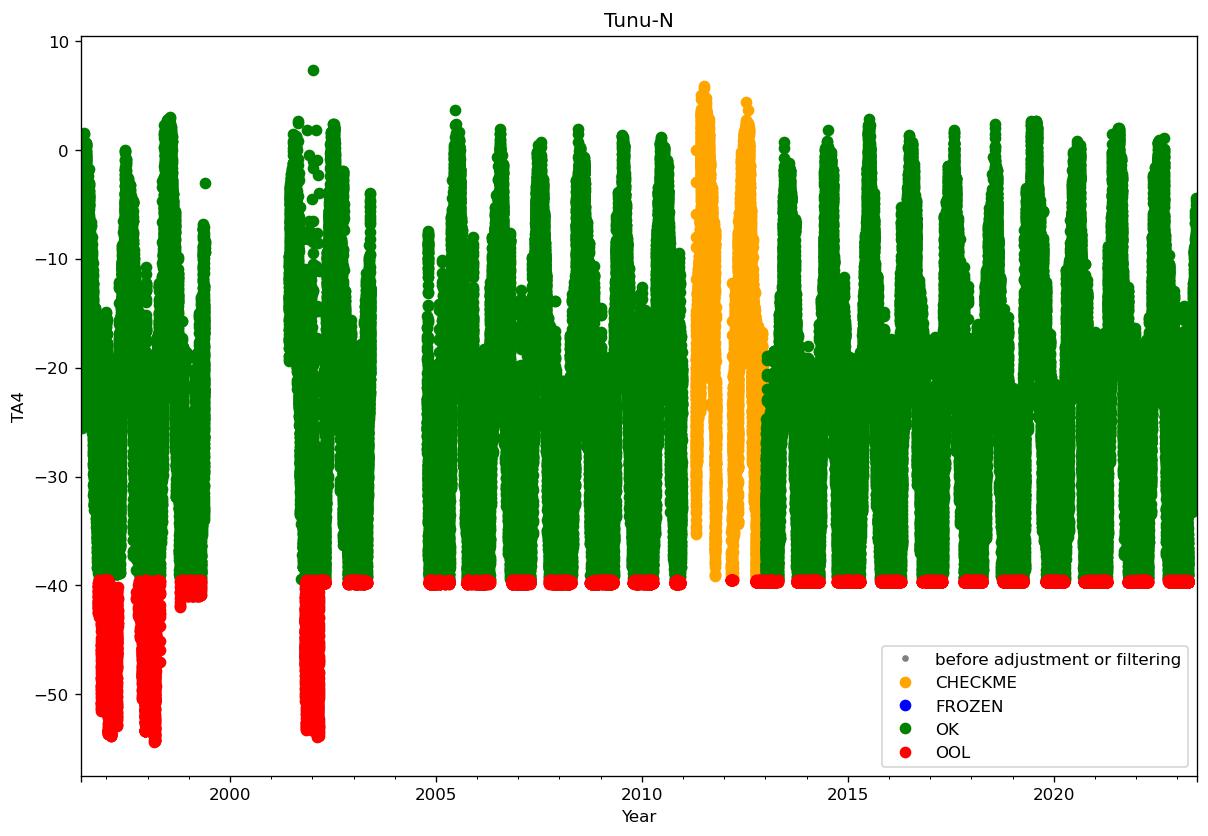 Tunu-N
10
0
−10
−20
−30
−40
−50
TA4
2000
2005
2010
2015
2020
Year
before adjustment or filtering
CHECKME
FROZEN
OK
OOL